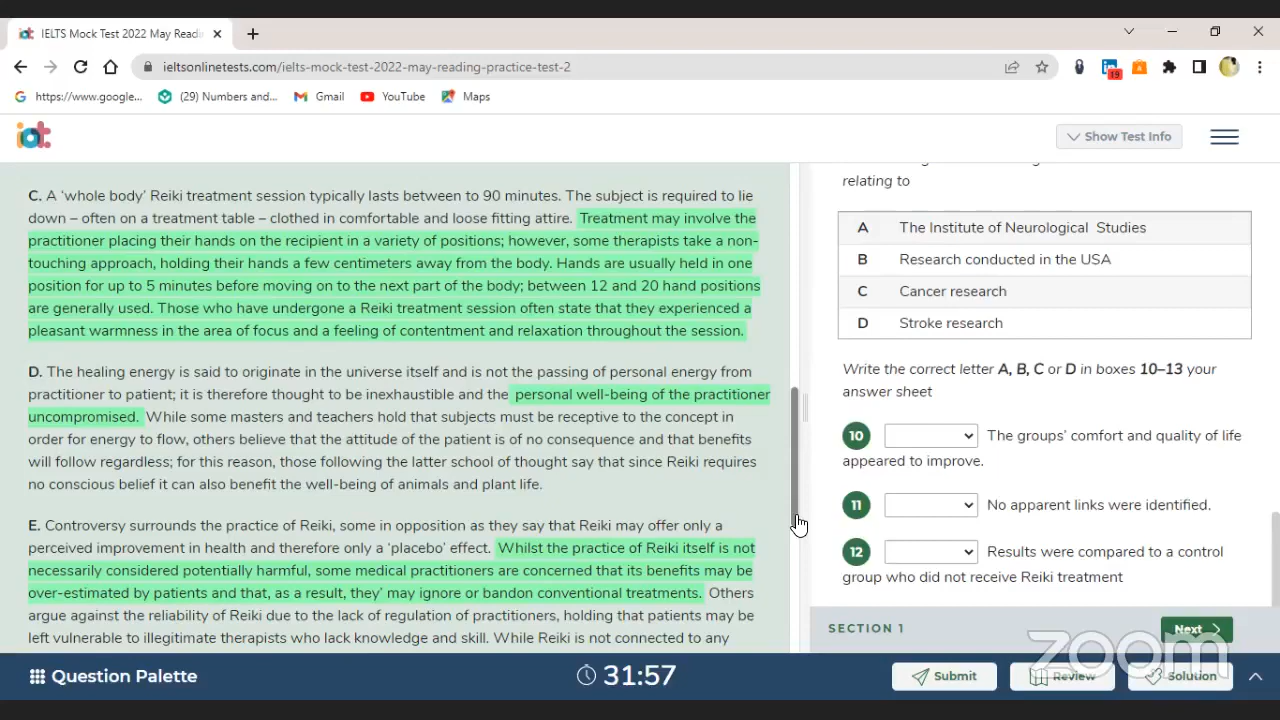 IELTS Mock Test 2022 May Readi
ieltsonlinetests.com/ielts-mock-test-2022-may-reading-practice-test-2
19
https://www.google...
(29) Numbers and...
Gmail
YouTube
Maps
iot
Show Test Info
C. A ‘whole body’ Reiki treatment session typically lasts between to 90 minutes. The subject is required to lie
down – often on a treatment table – clothed in comfortable and loose fitting attire. Treatment may involve the
practitioner placing their hands on the recipient in a variety of positions; however, some therapists take a non-
touching approach, holding their hands a few centimeters away from the body. Hands are usually held in one
position for up to 5 minutes before moving on to the next part of the body; between 12 and 20 hand positions
are generally used. Those who have undergone a Reiki treatment session often state that they experienced a
pleasant warmness in the area of focus and a feeling of contentment and relaxation throughout the session.
D. The healing energy is said to originate in the universe itself and is not the passing of personal energy from
practitioner to patient; it is therefore thought to be inexhaustible and the personal well-being of the practitioner
uncompromised. While some masters and teachers hold that subjects must be receptive to the concept in
order for energy to flow, others believe that the attitude of the patient is of no consequence and that benefits
will follow regardless; for this reason, those following the latter school of thought say that since Reiki requires
no conscious belief it can also benefit the well-being of animals and plant life.
E. Controversy surrounds the practice of Reiki, some in opposition as they say that Reiki may offer only a
perceived improvement in health and therefore only a ‘placebo’ effect. Whilst the practice of Reiki itself is not
necessarily considered potentially harmful, some medical practitioners are concerned that its benefits may be
over-estimated by patients and that, as a result, they’ may ignore or bandon conventional treatments. Others
argue against the reliability of Reiki due to the lack of regulation of practitioners, holding that patients may be
left vulnerable to illegitimate therapists who lack knowledge and skill. While Reiki is not connected to any
relating to
A The Institute of Neurological Studies
B Research conducted in the USA
C Cancer research
D Stroke research
Write the correct letter A, B, C or D in boxes 10–13 your
answer sheet
10 The groups’ comfort and quality of life
appeared to improve.
11 No apparent links were identified.
12 Results were compared to a control
group who did not receive Reiki treatment
SECTION 1
Next
zoom
Question Palette
31:57
Submit
Review
Solution